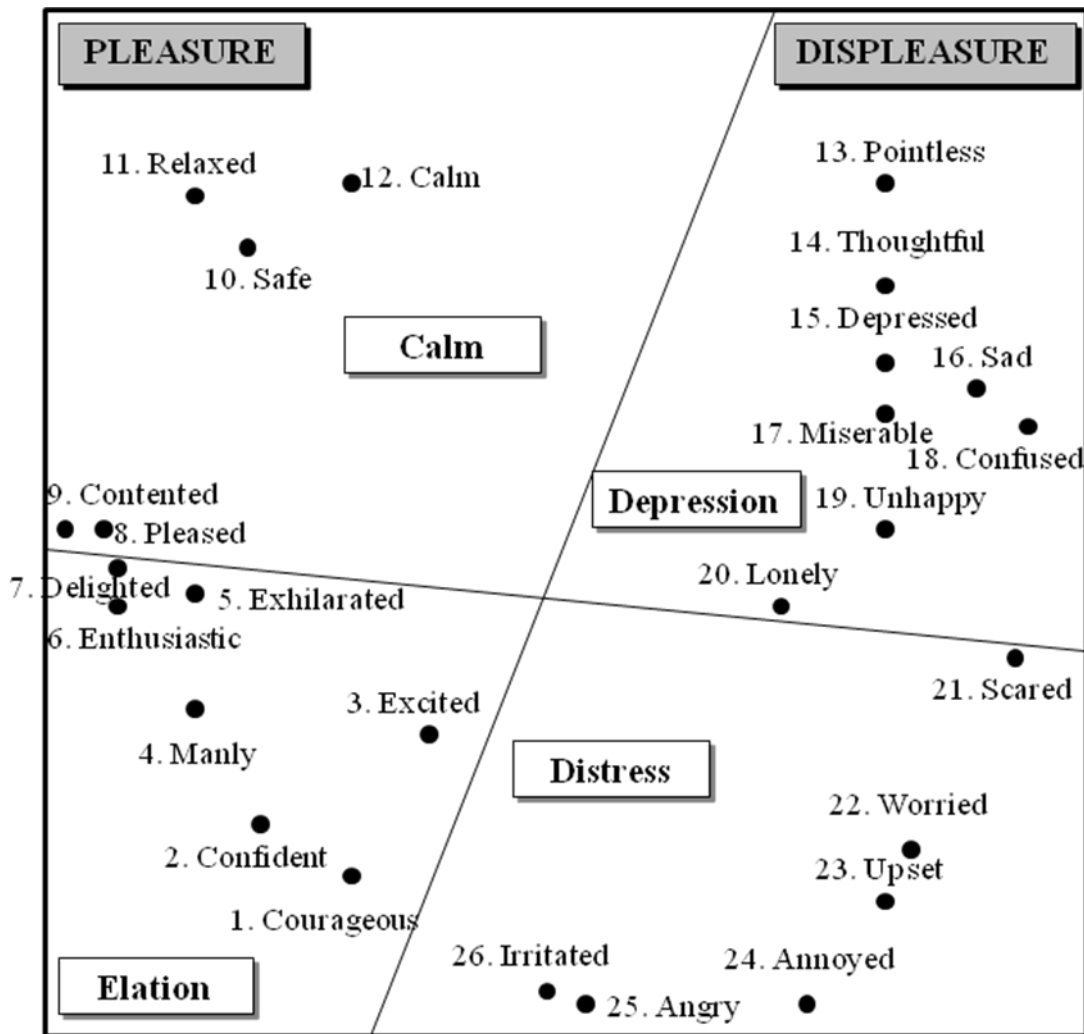 PLEASURE
DISPLEASURE
13. Pointless
11. Relaxed
12. Calm
14. Thoughtful
10. Safe
15. Depressed
Calm
16. Sad
17. Miserable
18. Confused
9. Contented
Depression
19. Unhappy
8. Pleased
20. Lonely
7. Delighted
5. Exhilarated
6. Enthusiastic
21. Scared
3. Excited
4. Manly
Distress
22. Worried
2. Confident
23. Upset
1. Courageous
26. Irritated
24. Annoyed
Elation
25. Angry